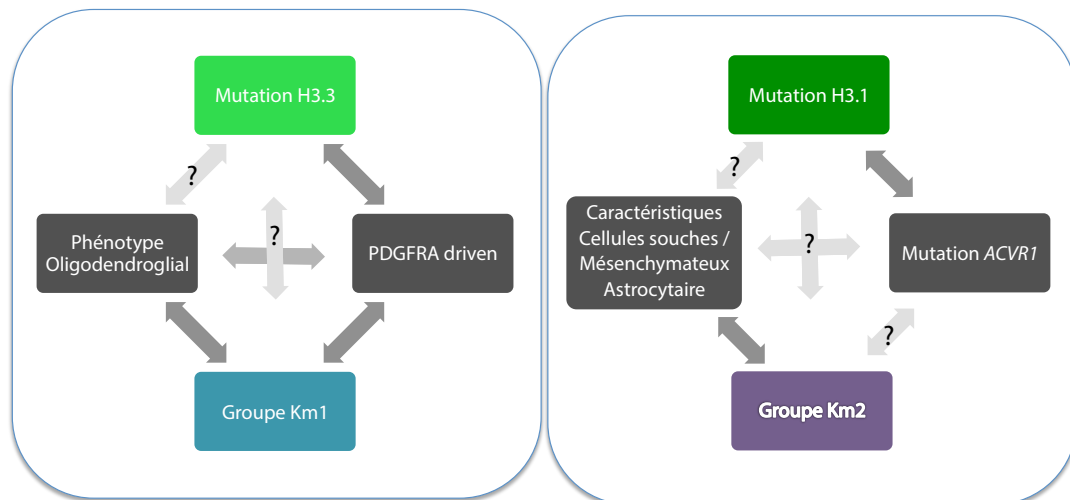 Mutation H3.3
?
Phénotype
Oligodendroglial
?
PDGFRA driven
Groupe Km1
Mutation H3.1
?
Caractéristiques
Cellules souches /
Mésenchymateux
Astrocytaire
?
Mutation ACVR1
?
Groupe Km2